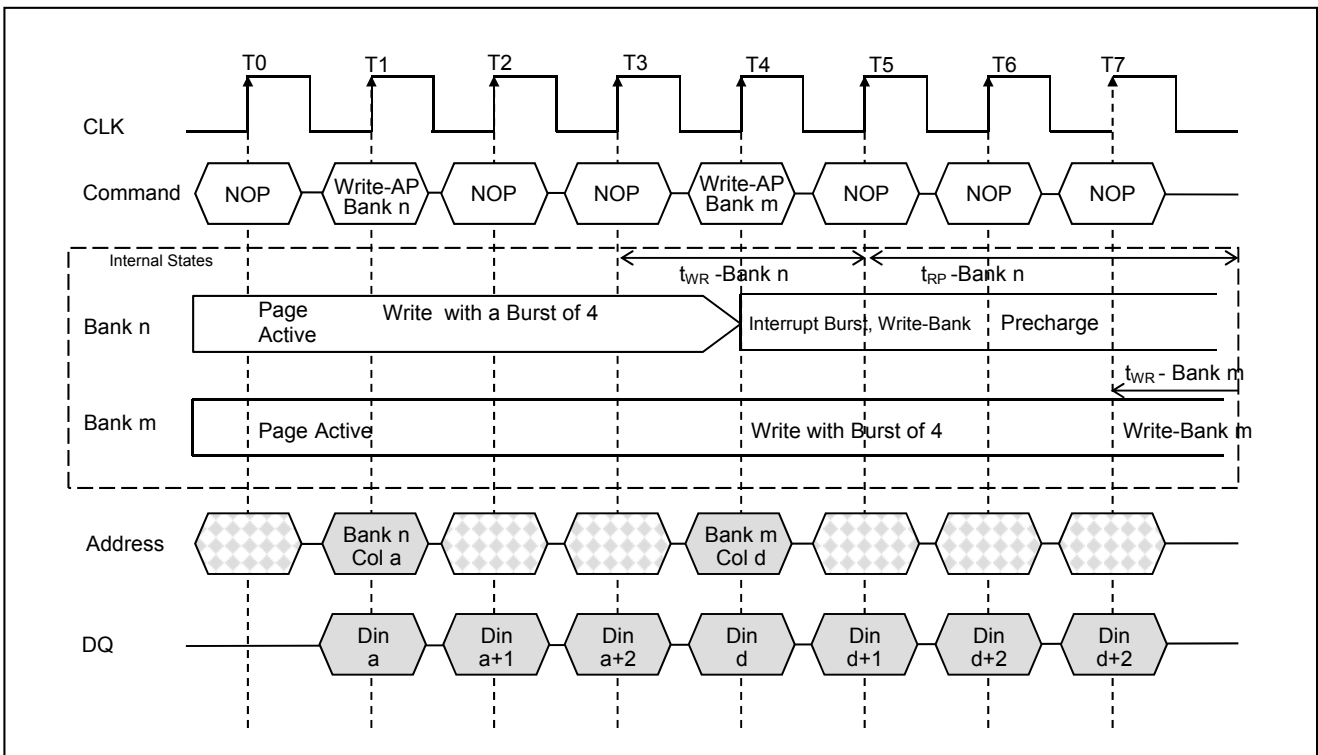 T0 T1 T2 T3 T4 T5 T6 T7
CLK
Command NOP Write-AP Bank n NOP NOP Write-AP Bank m NOP NOP NOP
Internal States
tWR -Bank n tRP -Bank n
Bank n Page Active Write with a Burst of 4 Interrupt Burst, Write-Bank Precharge
tWR - Bank m
Bank m Page Active Write with Burst of 4 Write-Bank m
Address Bank n Col a Bank m Col d
DQ Din a Din a+1 Din a+2 Din d Din d+1 Din d+2 Din d+2